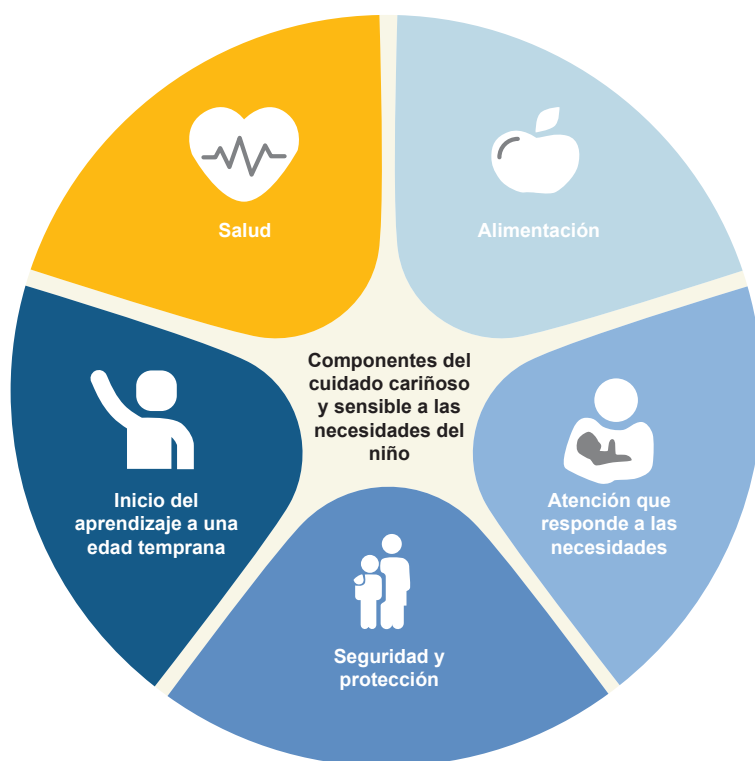 Salud
Alimentación
Componentes del
cuidado cariñoso
y sensible a las
necesidades del
niño
Inicio del
aprendizaje a una
edad temprana
Atención que
responde a las
necesidades
Seguridad y
protección